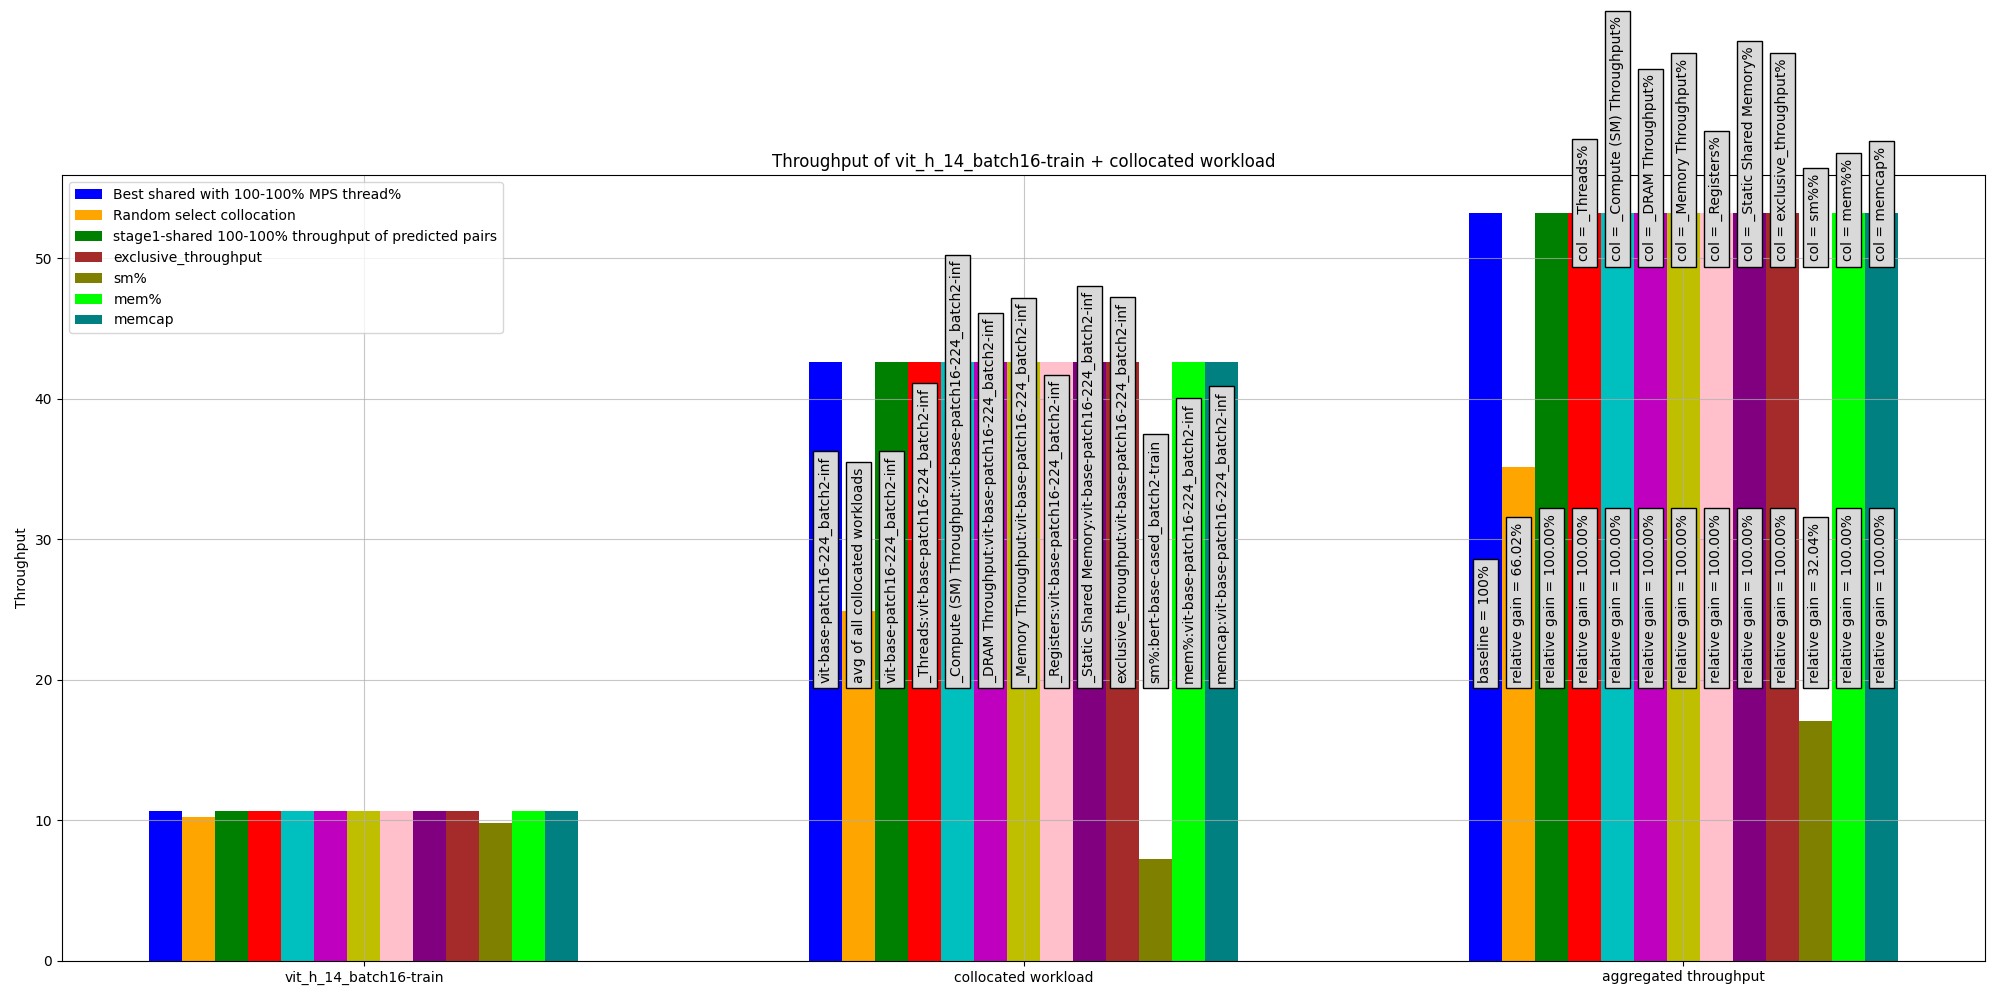 col = _Threads%
col = _Compute (SM) Throughput%
col = _DRAM Throughput%
col = _Memory Throughput%
col = _Registers%
col = _Static Shared Memory%
col = exclusive_throughput%
col = sm%%
col = mem%%
col = memcap%
Throughput of vit_h_14_batch16-train + collocated workload
Best shared with 100-100% MPS thread%
Random select collocation
stage1-shared 100-100% throughput of predicted pairs
exclusive_throughput
sm%
mem%
memcap
Throughput
50
40
30
20
10
0
vit-base-patch16-224_batch2-inf
avg of all collocated workloads
vit-base-patch16-224_batch2-inf
_Threads:vit-base-patch16-224_batch2-inf
_Compute (SM) Throughput:vit-base-patch16-224_batch2-inf
_DRAM Throughput:vit-base-patch16-224_batch2-inf
_Memory Throughput:vit-base-patch16-224_batch2-inf
_Registers:vit-base-patch16-224_batch2-inf
_Static Shared Memory:vit-base-patch16-224_batch2-inf
exclusive_throughput:vit-base-patch16-224_batch2-inf
sm%:bert-base-cased_batch2-train
mem%:vit-base-patch16-224_batch2-inf
memcap:vit-base-patch16-224_batch2-inf
baseline = 100%
relative gain = 66.02%
relative gain = 100.00%
relative gain = 100.00%
relative gain = 100.00%
relative gain = 100.00%
relative gain = 100.00%
relative gain = 100.00%
relative gain = 100.00%
relative gain = 100.00%
relative gain = 32.04%
relative gain = 100.00%
relative gain = 100.00%
vit_h_14_batch16-train
collocated workload
aggregated throughput